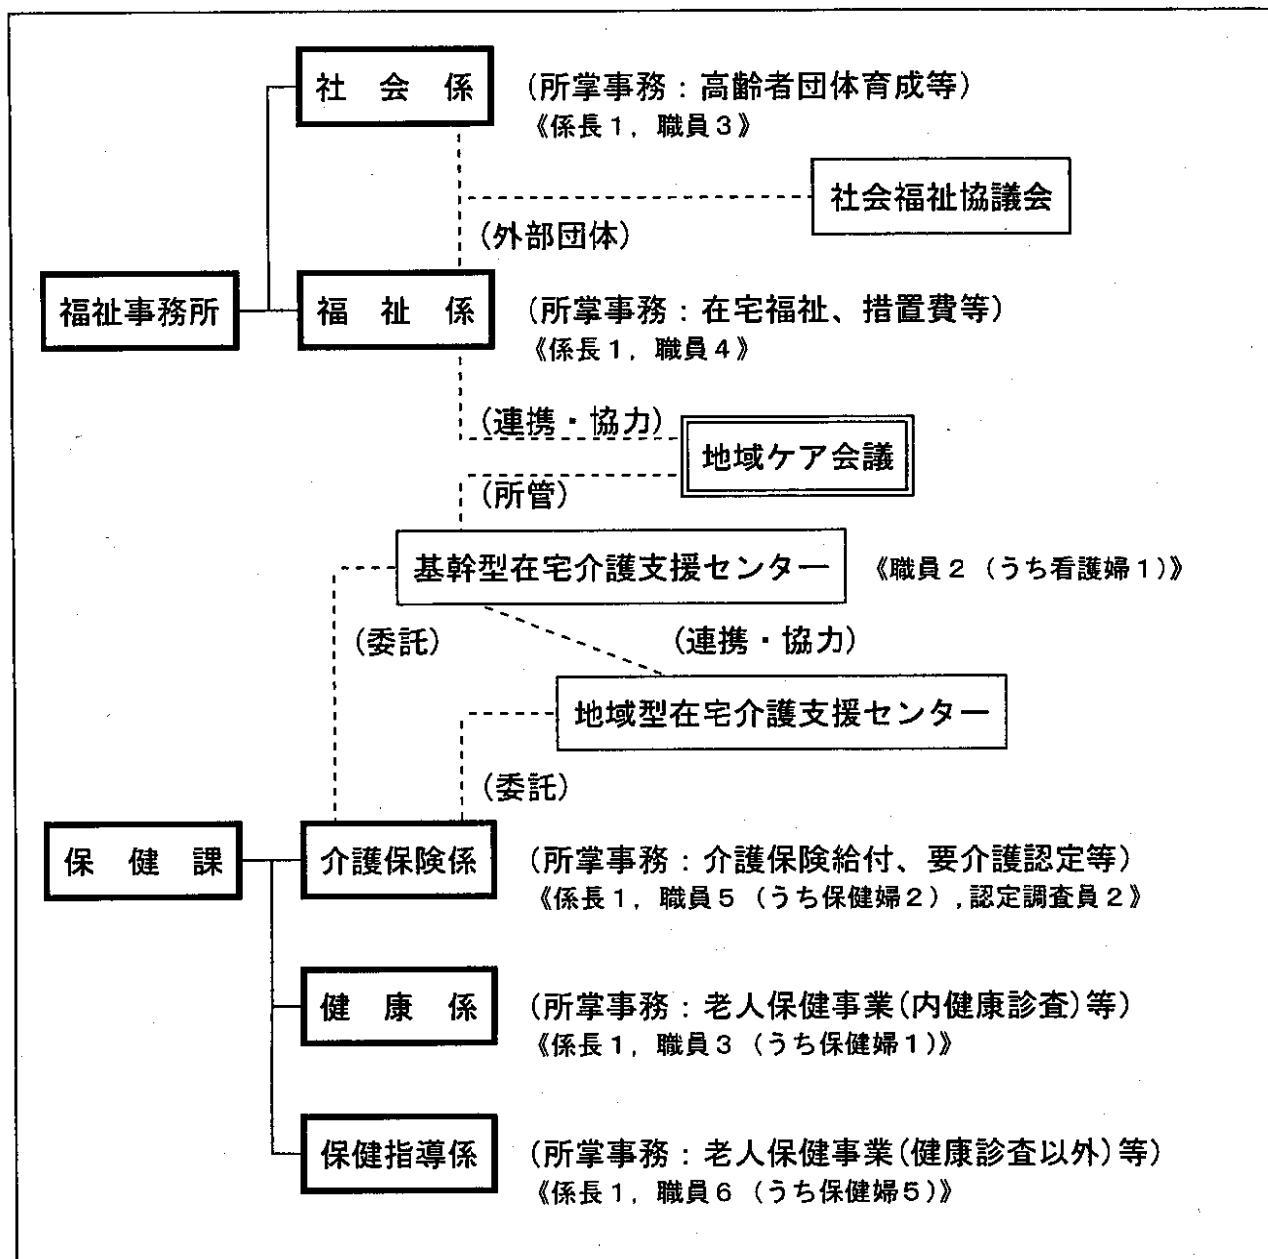 社会係 (所掌事務：高齢者団体育成等)
《係長１，職員３》
社会福祉協議会
(外部団体)
福祉事務所 福祉係 (所掌事務：在宅福祉、措置費等)
《係長１，職員４》
(連携・協力)
地域ケア会議
(所管)
基幹型在宅介護支援センター 《職員２（うち看護婦１)》
(委託) (連携・協力)
地域型在宅介護支援センター
(委託)
保健課 介護保険係 (所掌事務：介護保険給付、要介護認定等)
《係長１，職員５（うち保健婦２）,認定調査員２》
健康係 (所掌事務：老人保健事業(内健康診査)等)
《係長１，職員３（うち保健婦１)》
保健指導係 (所掌事務：老人保健事業(健康診査以外)等)
《係長１，職員６（うち保健婦５)》